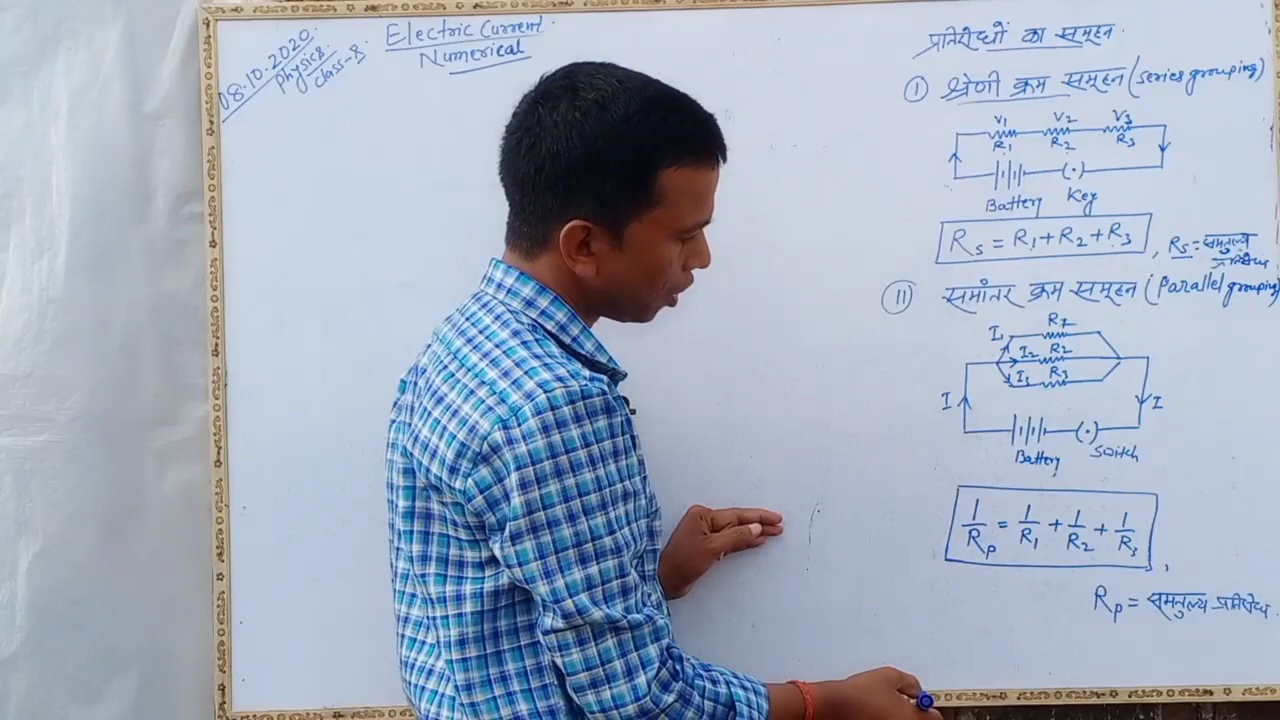 08.10.2020
Physics
Class-8
Electric Current
Numerical
प्रतिरोधों का समूहन
① श्रेणी क्रम समूहन (series grouping)
V1 V2 V3
R1 R2 R3
Battery Key
Rs = R1 + R2 + R3 , Rs = समतुल्य
प्रतिरोध
② समांतर क्रम समूहन (Parallel grouping)
I1 R1
I2 R2
I3 R3
I I
Battery Switch
1/Rp = 1/R1 + 1/R2 + 1/R3 ,
Rp = समतुल्य प्रतिरोध